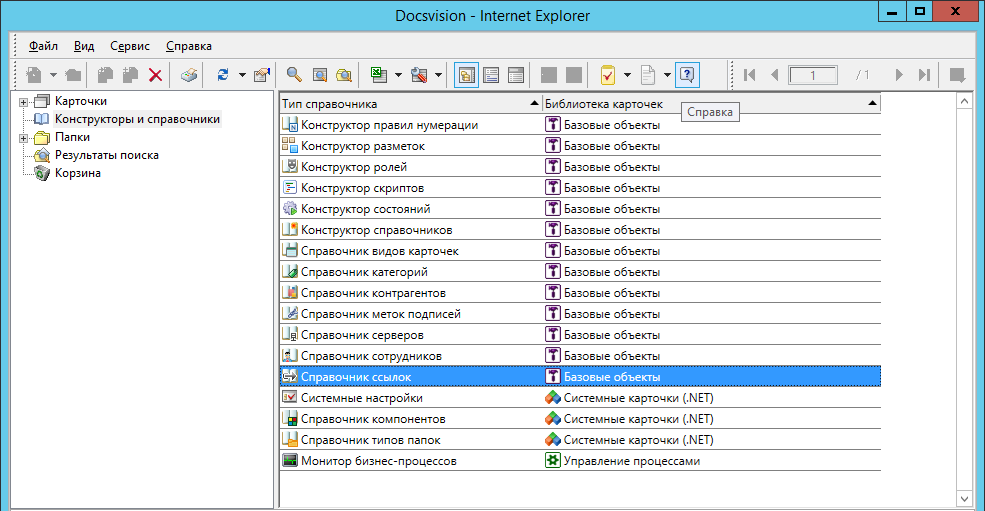 Docsvision - Internet Explorer
Файл Вид Сервис Справка
1 / 1
Карточки
Конструкторы и справочники
Папки
Результаты поиска
Корзина
Тип справочника Библиотека карточек
Справка
Конструктор правил нумерации Базовые объекты
Конструктор разметок Базовые объекты
Конструктор ролей Базовые объекты
Конструктор скриптов Базовые объекты
Конструктор состояний Базовые объекты
Конструктор справочников Базовые объекты
Справочник видов карточек Базовые объекты
Справочник категорий Базовые объекты
Справочник контрагентов Базовые объекты
Справочник меток подписей Базовые объекты
Справочник серверов Базовые объекты
Справочник сотрудников Базовые объекты
Справочник ссылок Базовые объекты
Системные настройки Системные карточки (.NET)
Справочник компонентов Системные карточки (.NET)
Справочник типов папок Системные карточки (.NET)
Монитор бизнес-процессов Управление процессами